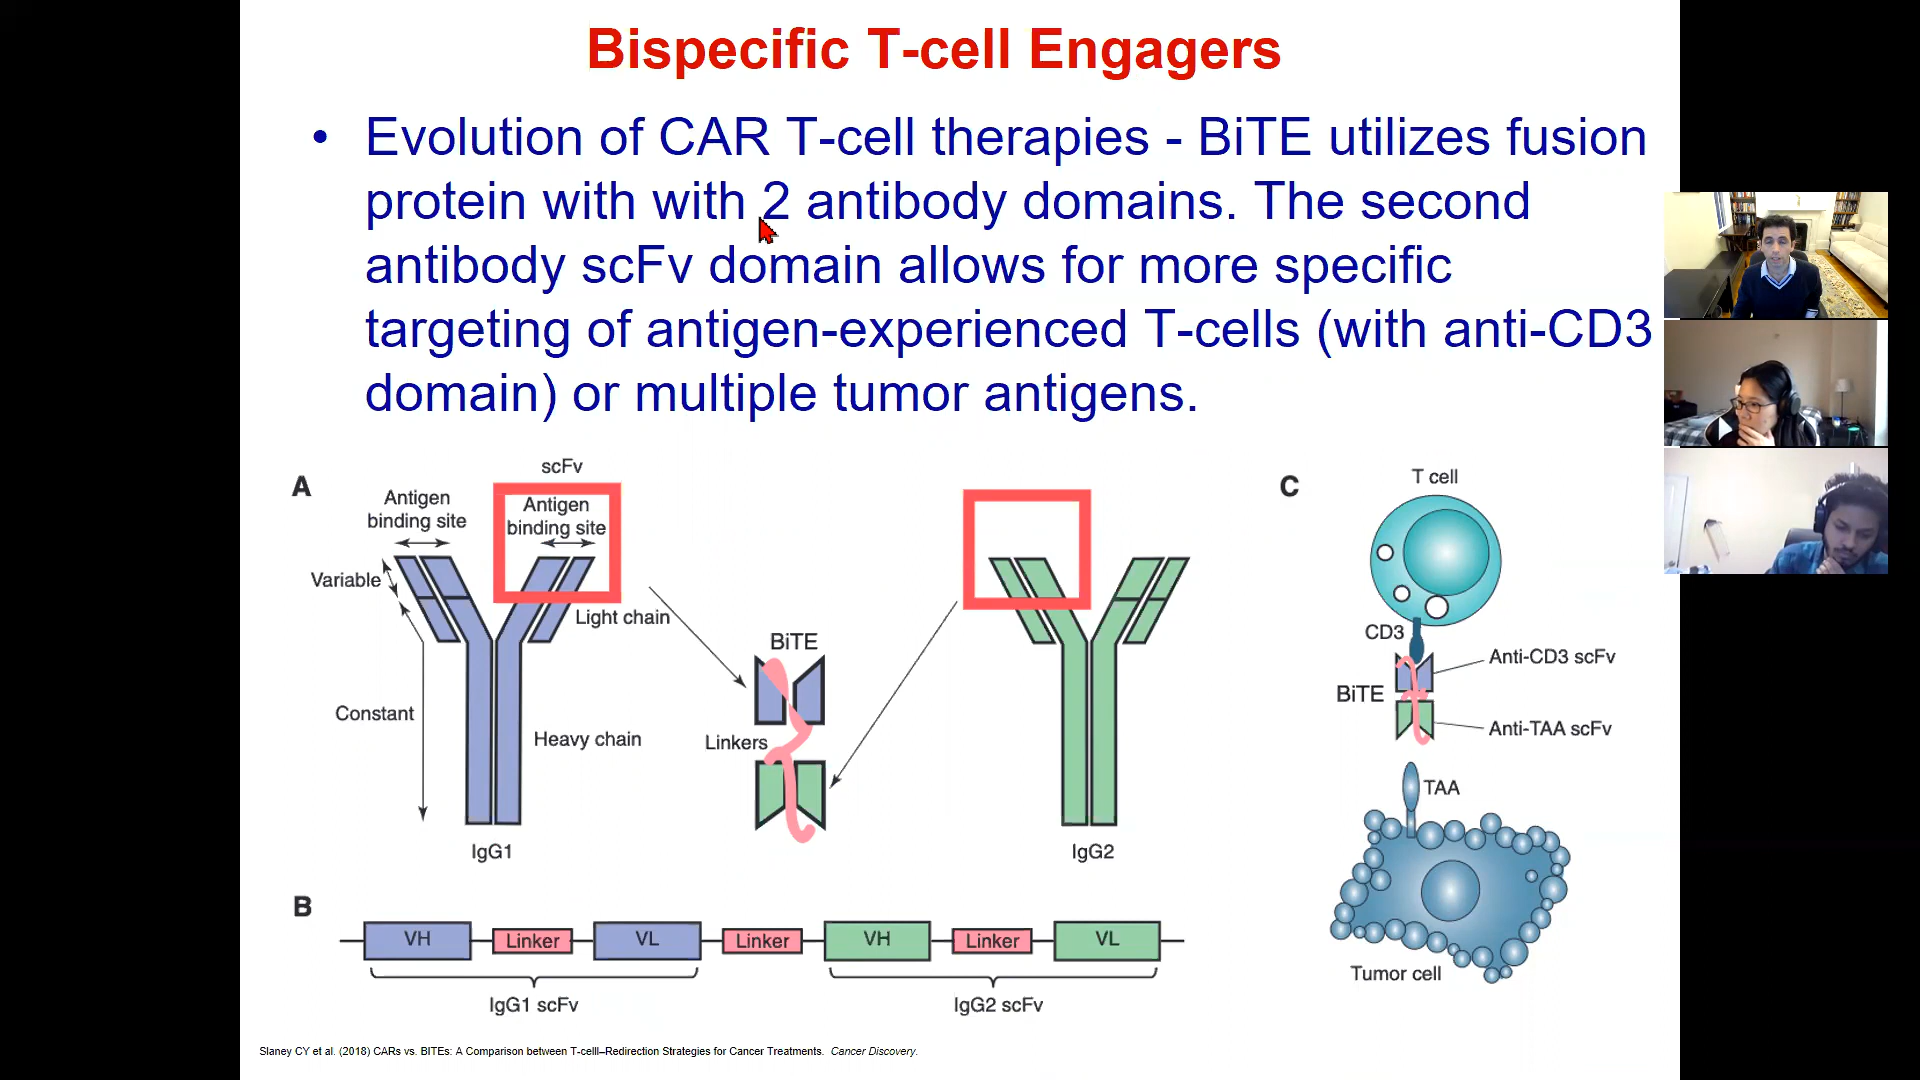 Bispecific T-cell Engagers
• Evolution of CAR T-cell therapies - BiTE utilizes fusion
protein with with 2 antibody domains. The second
antibody scFv domain allows for more specific
targeting of antigen-experienced T-cells (with anti-CD3
domain) or multiple tumor antigens.
A
scFv
Antigen
binding site
Antigen
binding site
Variable
Light chain
Constant
Heavy chain
IgG1
BiTE
Linkers
IgG2
B
VH
Linker
VL
Linker
VH
Linker
VL
IgG1 scFv
IgG2 scFv
C
T cell
CD3
Anti-CD3 scFv
BiTE
Anti-TAA scFv
TAA
Tumor cell
Slaney CY et al. (2018) CARs vs. BITEs: A Comparison between T-celll–Redirection Strategies for Cancer Treatments. Cancer Discovery.